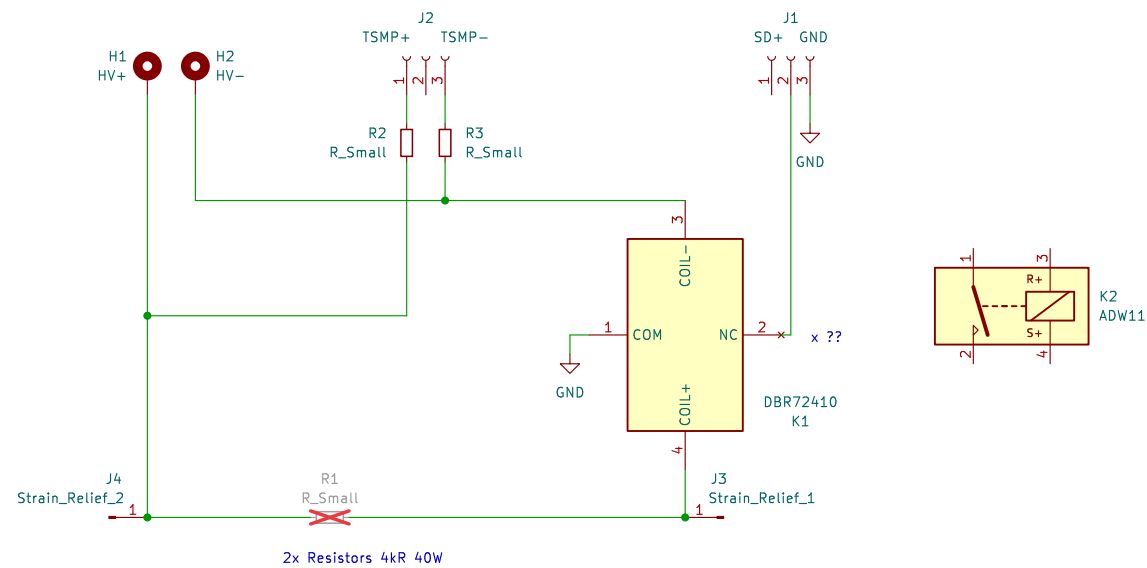 J2
J1
TSMP+
TSMP-
SD+ GND
H1
HV+
H2
HV-
1
2
3
1
2
3
R2
R_Small
R3
R_Small
GND
3
COIL-
1
3
R+
K2
ADW11
S+
2
4
1
COM
NC
2
x ??
GND
COIL+
DBR72410
K1
4
J4
Strain_Relief_2
1
R1
R_Small
J3
Strain_Relief_1
1
2x Resistors 4kR 40W